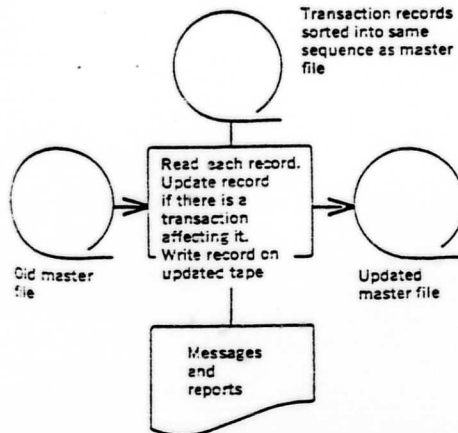 Transaction records
sorted into same
sequence as master
file
Read each record.
Update record
if there is a
transaction
affecting it.
Write record on
updated tape
Old master
file
Updated
master file
Messages
and
reports